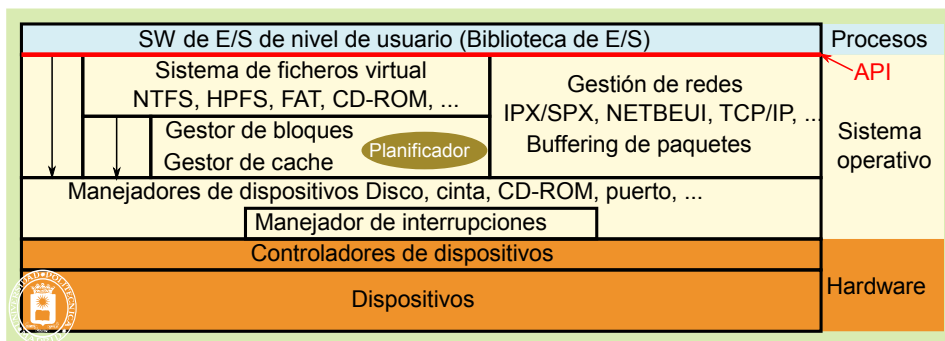 SW de E/S de nivel de usuario (Biblioteca de E/S)
Procesos
API
Sistema de ficheros virtual
NTFS, HPFS, FAT, CD-ROM, ...
Gestión de redes
IPX/SPX, NETBEUI, TCP/IP, ...
Buffering de paquetes
Gestor de bloques
Gestor de cache
Planificador
Sistema
operativo
Manejadores de dispositivos Disco, cinta, CD-ROM, puerto, ...
Manejador de interrupciones
Controladores de dispositivos
Dispositivos
Hardware